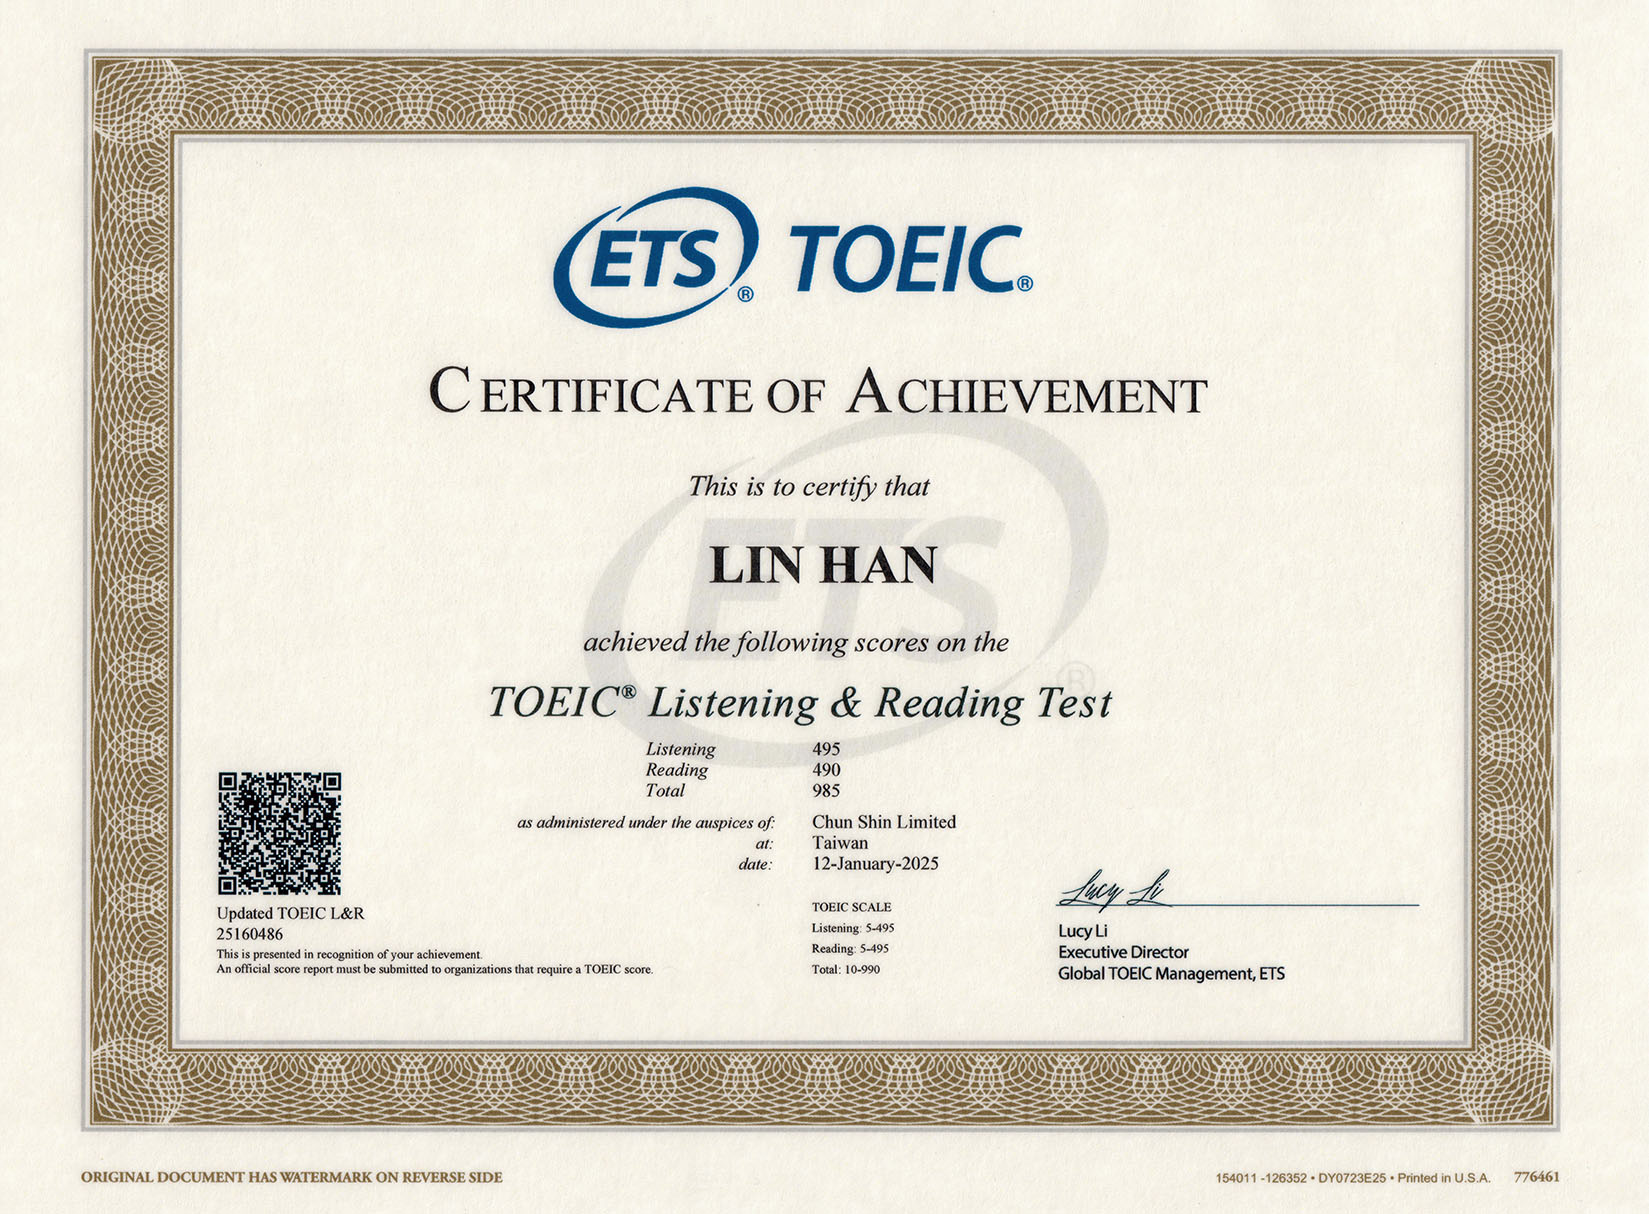 ETS® TOEIC®
CERTIFICATE OF ACHIEVEMENT
This is to certify that
LIN HAN
achieved the following scores on the
TOEIC® Listening & Reading Test
Listening 495
Reading 490
Total 985
as administered under the auspices of: Chun Shin Limited
at: Taiwan
date: 12-January-2025
TOEIC SCALE
Listening: 5-495
Reading: 5-495
Total: 10-990
Updated TOEIC L&R
25160486
This is presented in recognition of your achievement.
An official score report must be submitted to organizations that require a TOEIC score.
Lucy Li
Lucy Li
Executive Director
Global TOEIC Management, ETS
ETS®
ORIGINAL DOCUMENT HAS WATERMARK ON REVERSE SIDE
154011 -126352 • DY0723E25 • Printed in U.S.A. 776461